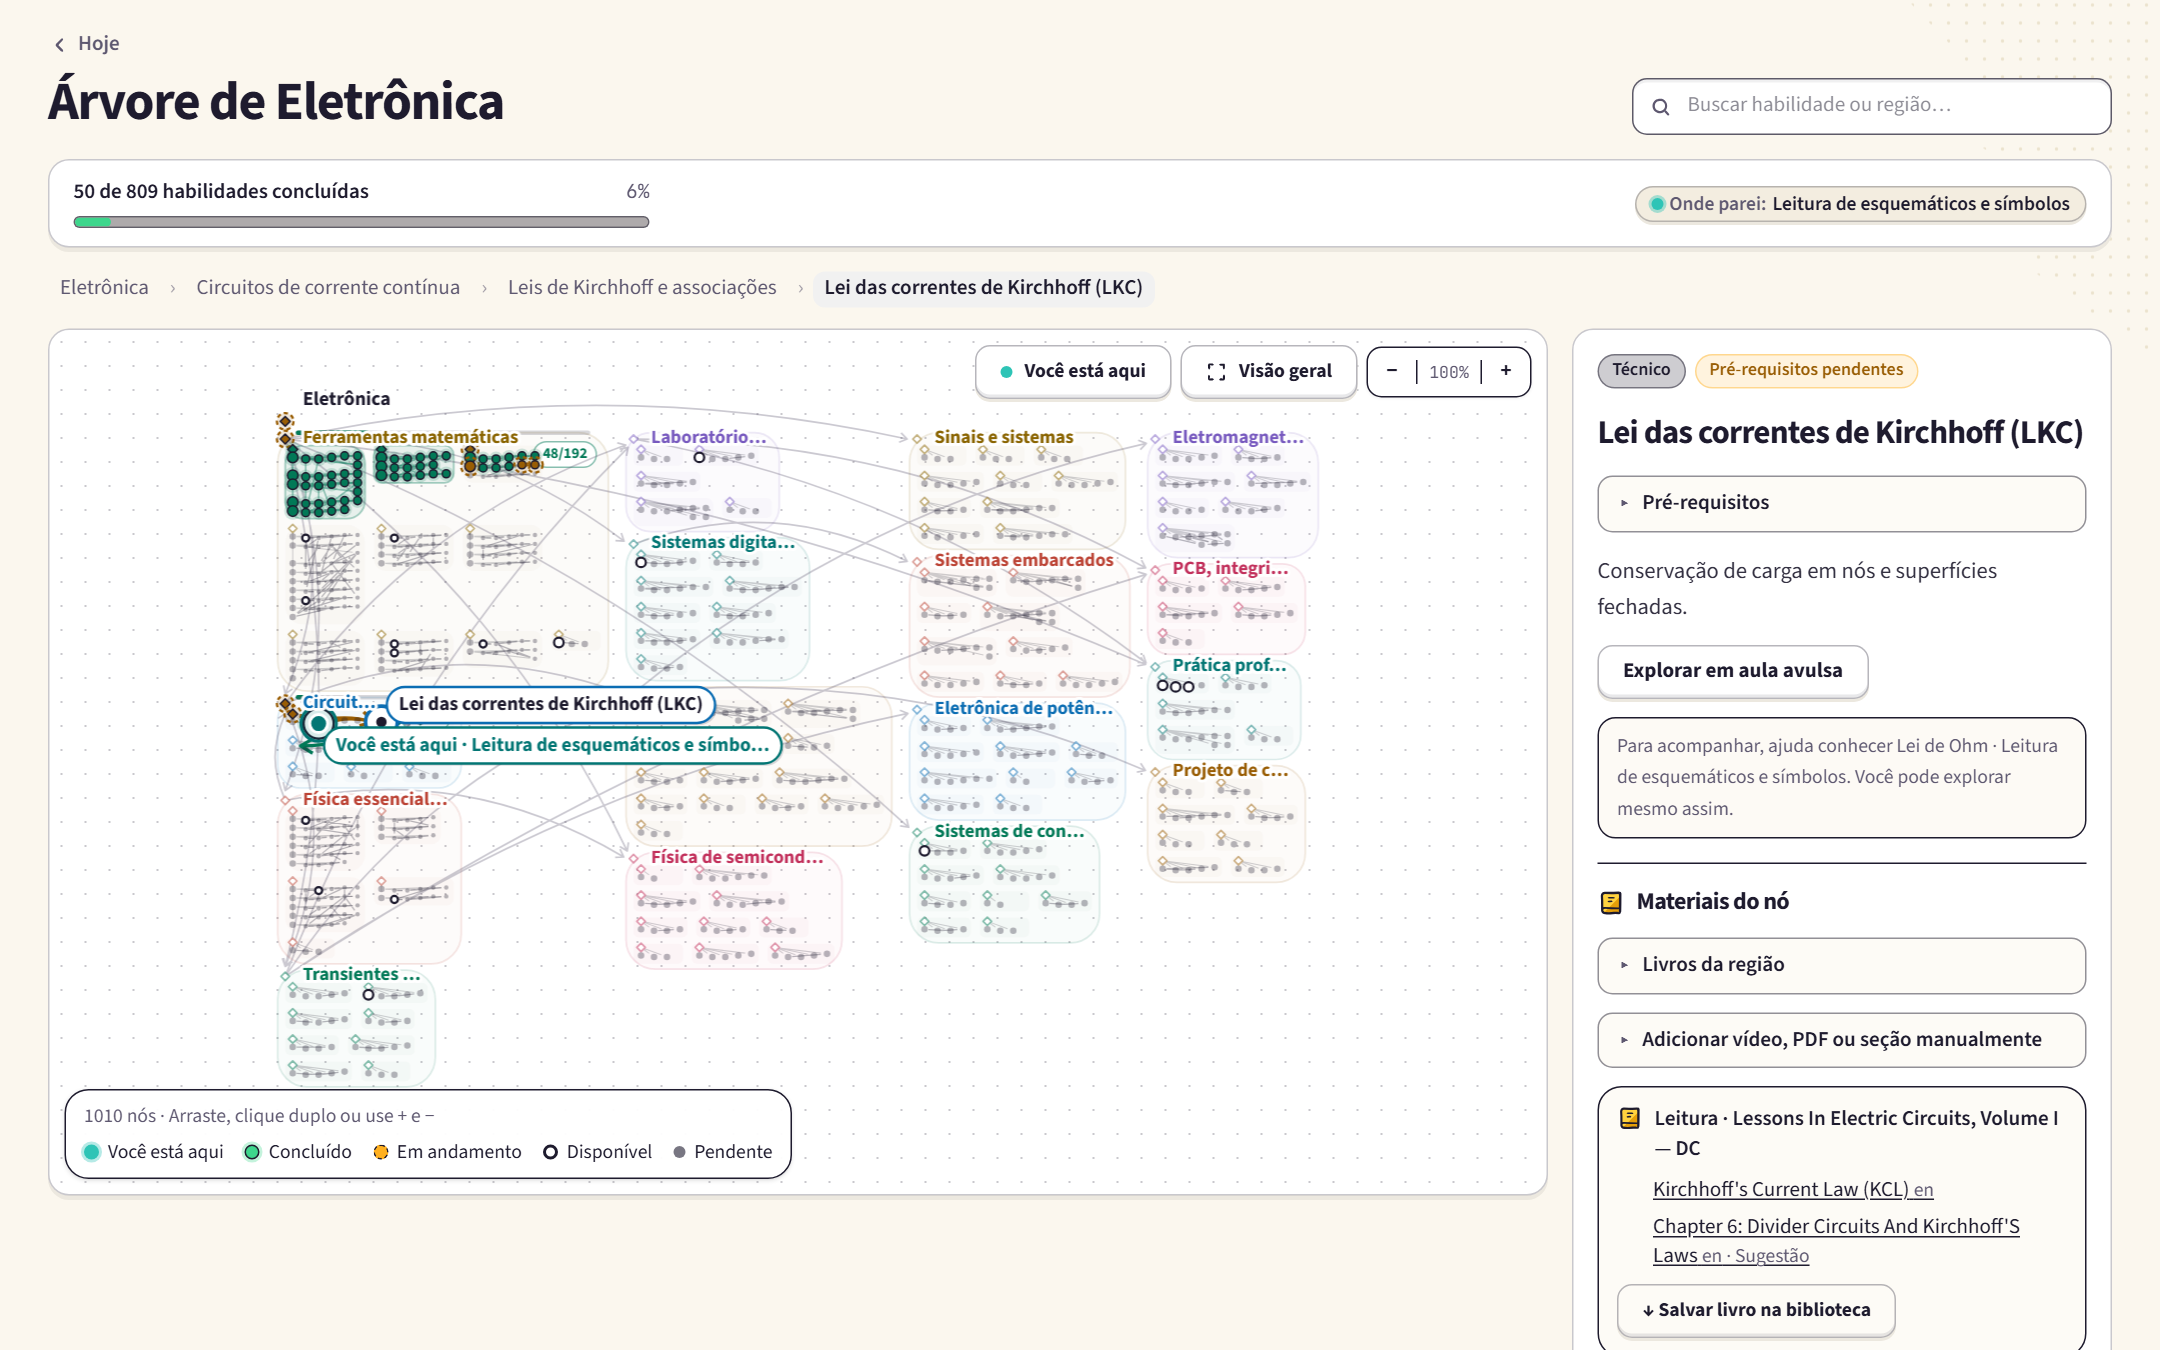 Hoje
Árvore de Eletrônica
Buscar habilidade ou região…
50 de 809 habilidades concluídas
6%
Onde parei: Leitura de esquemáticos e símbolos
Eletrônica › Circuitos de corrente contínua › Leis de Kirchhoff e associações › Lei das correntes de Kirchhoff (LKC)
Você está aqui
Visão geral
− 100% +
Eletrônica
Ferramentas matemáticas
48/192
Laboratório…
Sinais e sistemas
Eletromagnet…
Sistemas digita…
Sistemas embarcados
PCB, integri…
Prática prof…
Circuit…
Lei das correntes de Kirchhoff (LKC)
Eletrônica de potên…
Você está aqui · Leitura de esquemáticos e símbo…
Projeto de c…
Física essencial…
Sistemas de con…
Física de semicond…
Transientes …
1010 nós · Arraste, clique duplo ou use + e −
Você está aqui
Concluído
Em andamento
Disponível
Pendente
Técnico
Pré-requisitos pendentes
Lei das correntes de Kirchhoff (LKC)
Pré-requisitos
Conservação de carga em nós e superfícies
fechadas.
Explorar em aula avulsa
Para acompanhar, ajuda conhecer Lei de Ohm · Leitura
de esquemáticos e símbolos. Você pode explorar
mesmo assim.
Materiais do nó
Livros da região
Adicionar vídeo, PDF ou seção manualmente
Leitura · Lessons In Electric Circuits, Volume I
— DC
Kirchhoff's Current Law (KCL) en
Chapter 6: Divider Circuits And Kirchhoff'S
Laws en · Sugestão
↓ Salvar livro na biblioteca